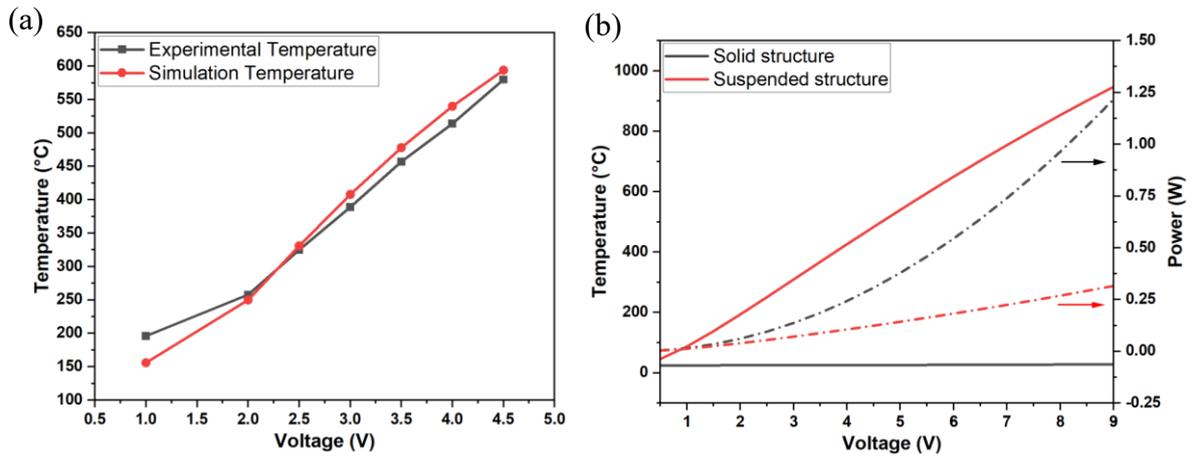 (a)
650
600
550
500
450
400
350
300
250
200
150
100
Temperature (°C)
Experimental Temperature
Simulation Temperature
0.5 1.0 1.5 2.0 2.5 3.0 3.5 4.0 4.5 5.0
Voltage (V)
(b)
1000
800
600
400
200
0
Temperature (°C)
Solid structure
Suspended structure
1.50
1.25
1.00
0.75
0.50
0.25
0.00
-0.25
Power (W)
1 2 3 4 5 6 7 8 9
Voltage (V)